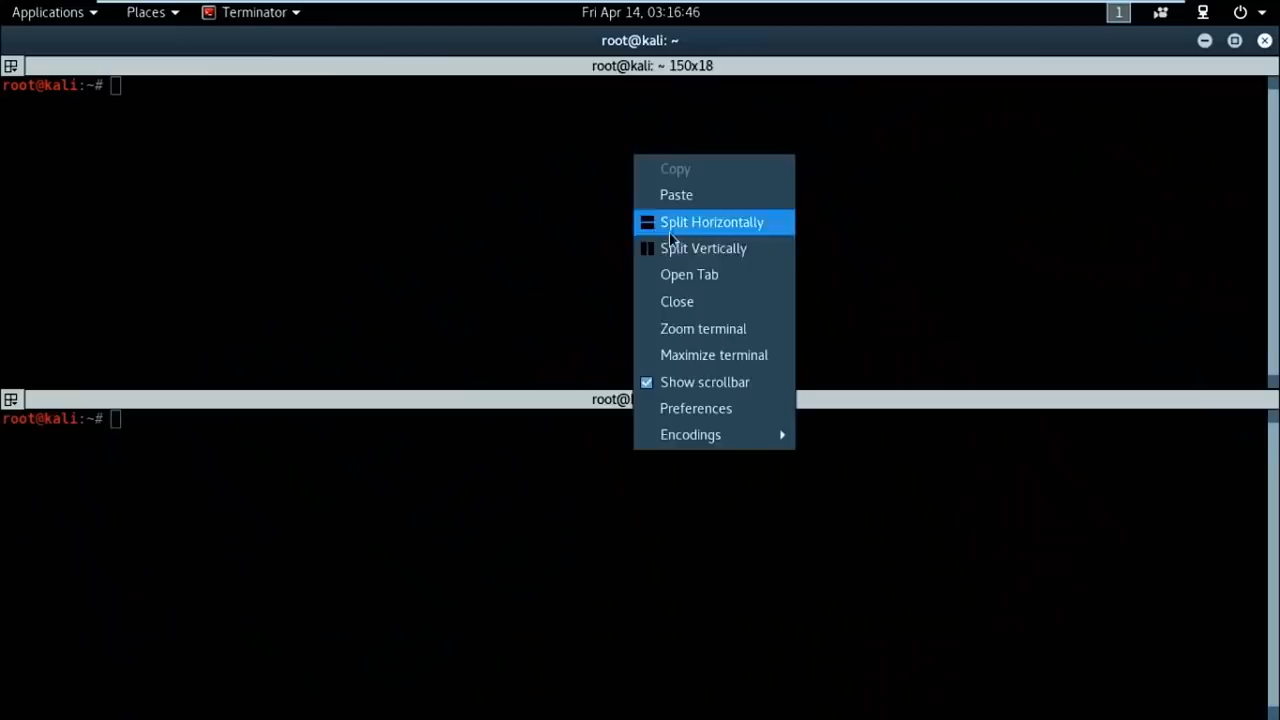 Applications Places Terminator Fri Apr 14, 03:16:46 1
root@kali: ~
root@kali: ~ 150x18
root@kali:~#
Copy
Paste
Split Horizontally
Split Vertically
Open Tab
Close
Zoom terminal
Maximize terminal
Show scrollbar
Preferences
Encodings
root@
root@kali:~#